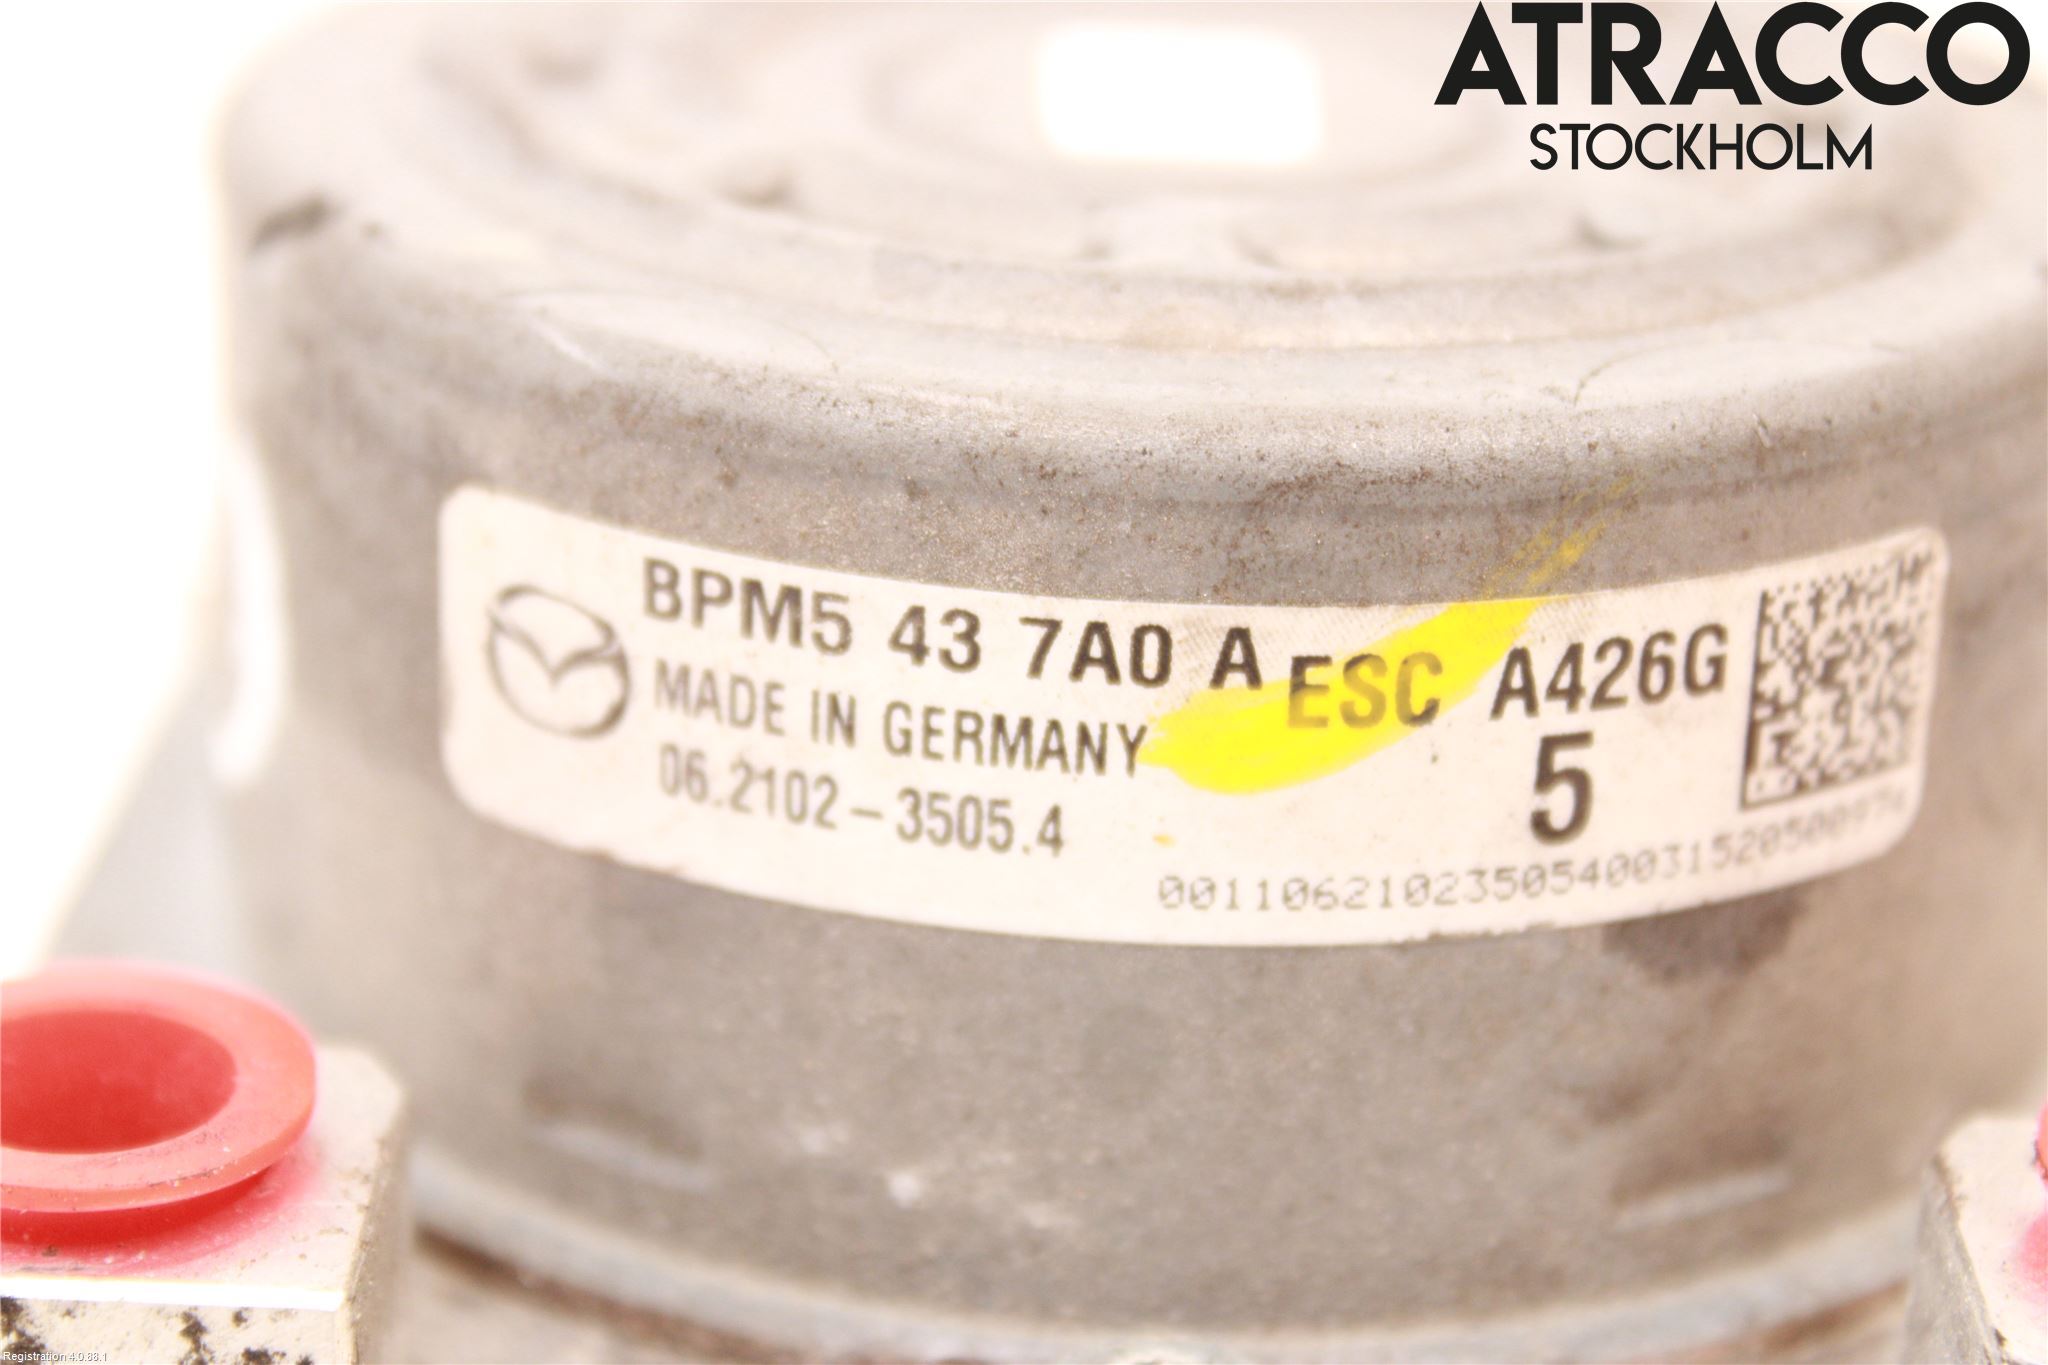 ATRACCO
STOCKHOLM
BPM5 43 7A0 A ESC A426G
MADE IN GERMANY
5
06.2102-3505.4
Registration 4.0.88.1